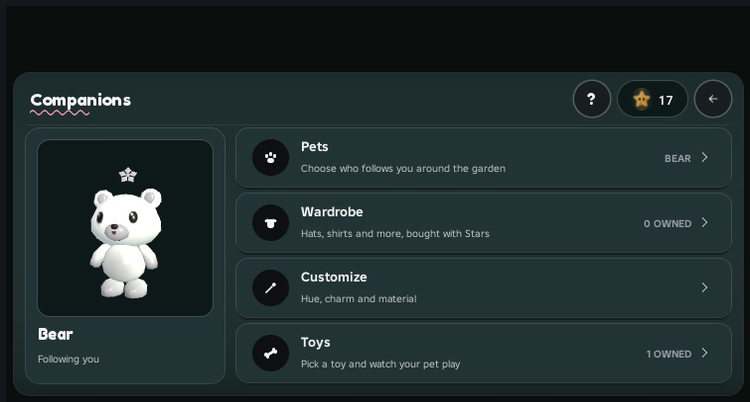 Companions
?
17
Bear
Following you
Pets
Choose who follows you around the garden
BEAR
Wardrobe
Hats, shirts and more, bought with Stars
0 OWNED
Customize
Hue, charm and material
Toys
Pick a toy and watch your pet play
1 OWNED